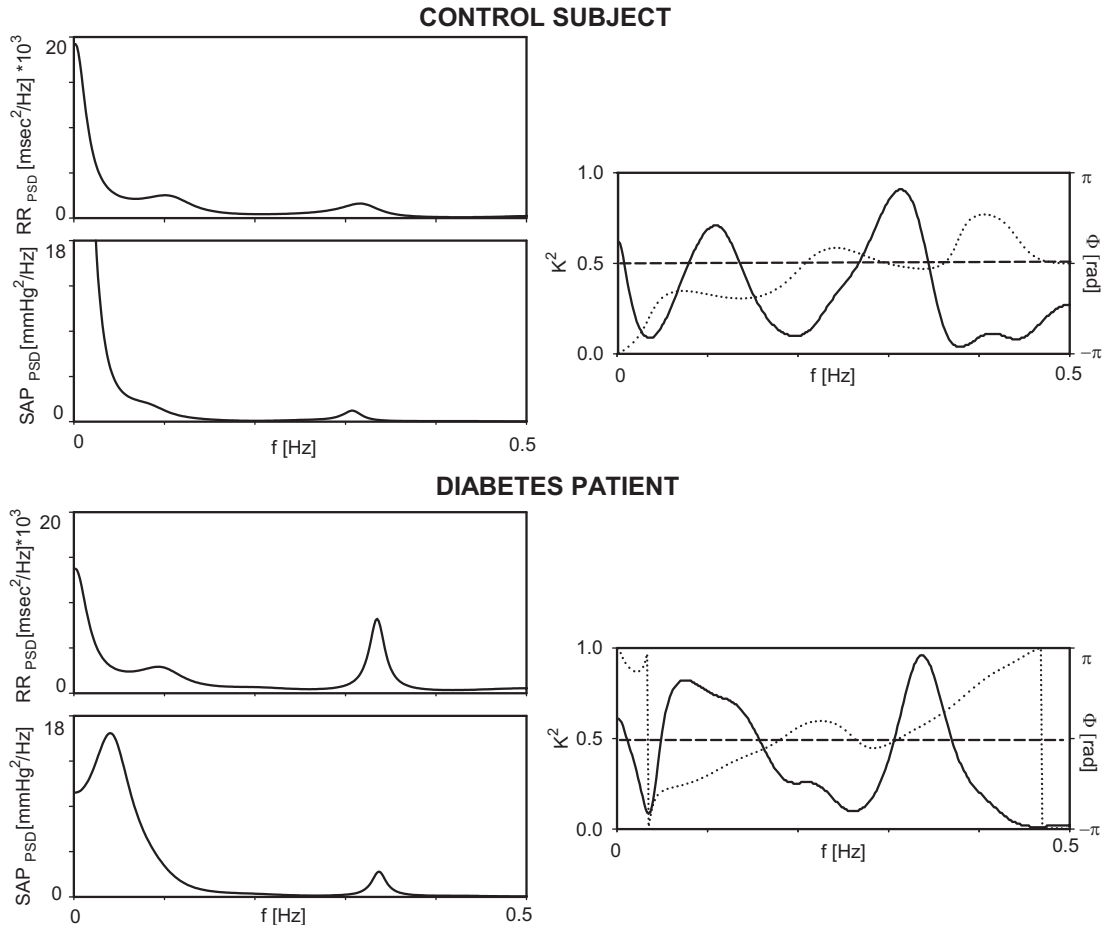 CONTROL SUBJECT
20
0
RR PSD [msec²/Hz] *10³
18
0
SAP PSD [mmHg²/Hz]
0
0.5
f [Hz]
1.0
0.5
0.0
K²
π
−π
Φ [rad]
0
0.5
f [Hz]
DIABETES PATIENT
20
0
RR PSD[msec²/Hz]*10³
18
0
SAP PSD[mmHg²/Hz]
0
0.5
f [Hz]
1.0
0.5
0.0
K²
π
−π
Φ [rad]
0
0.5
f [Hz]